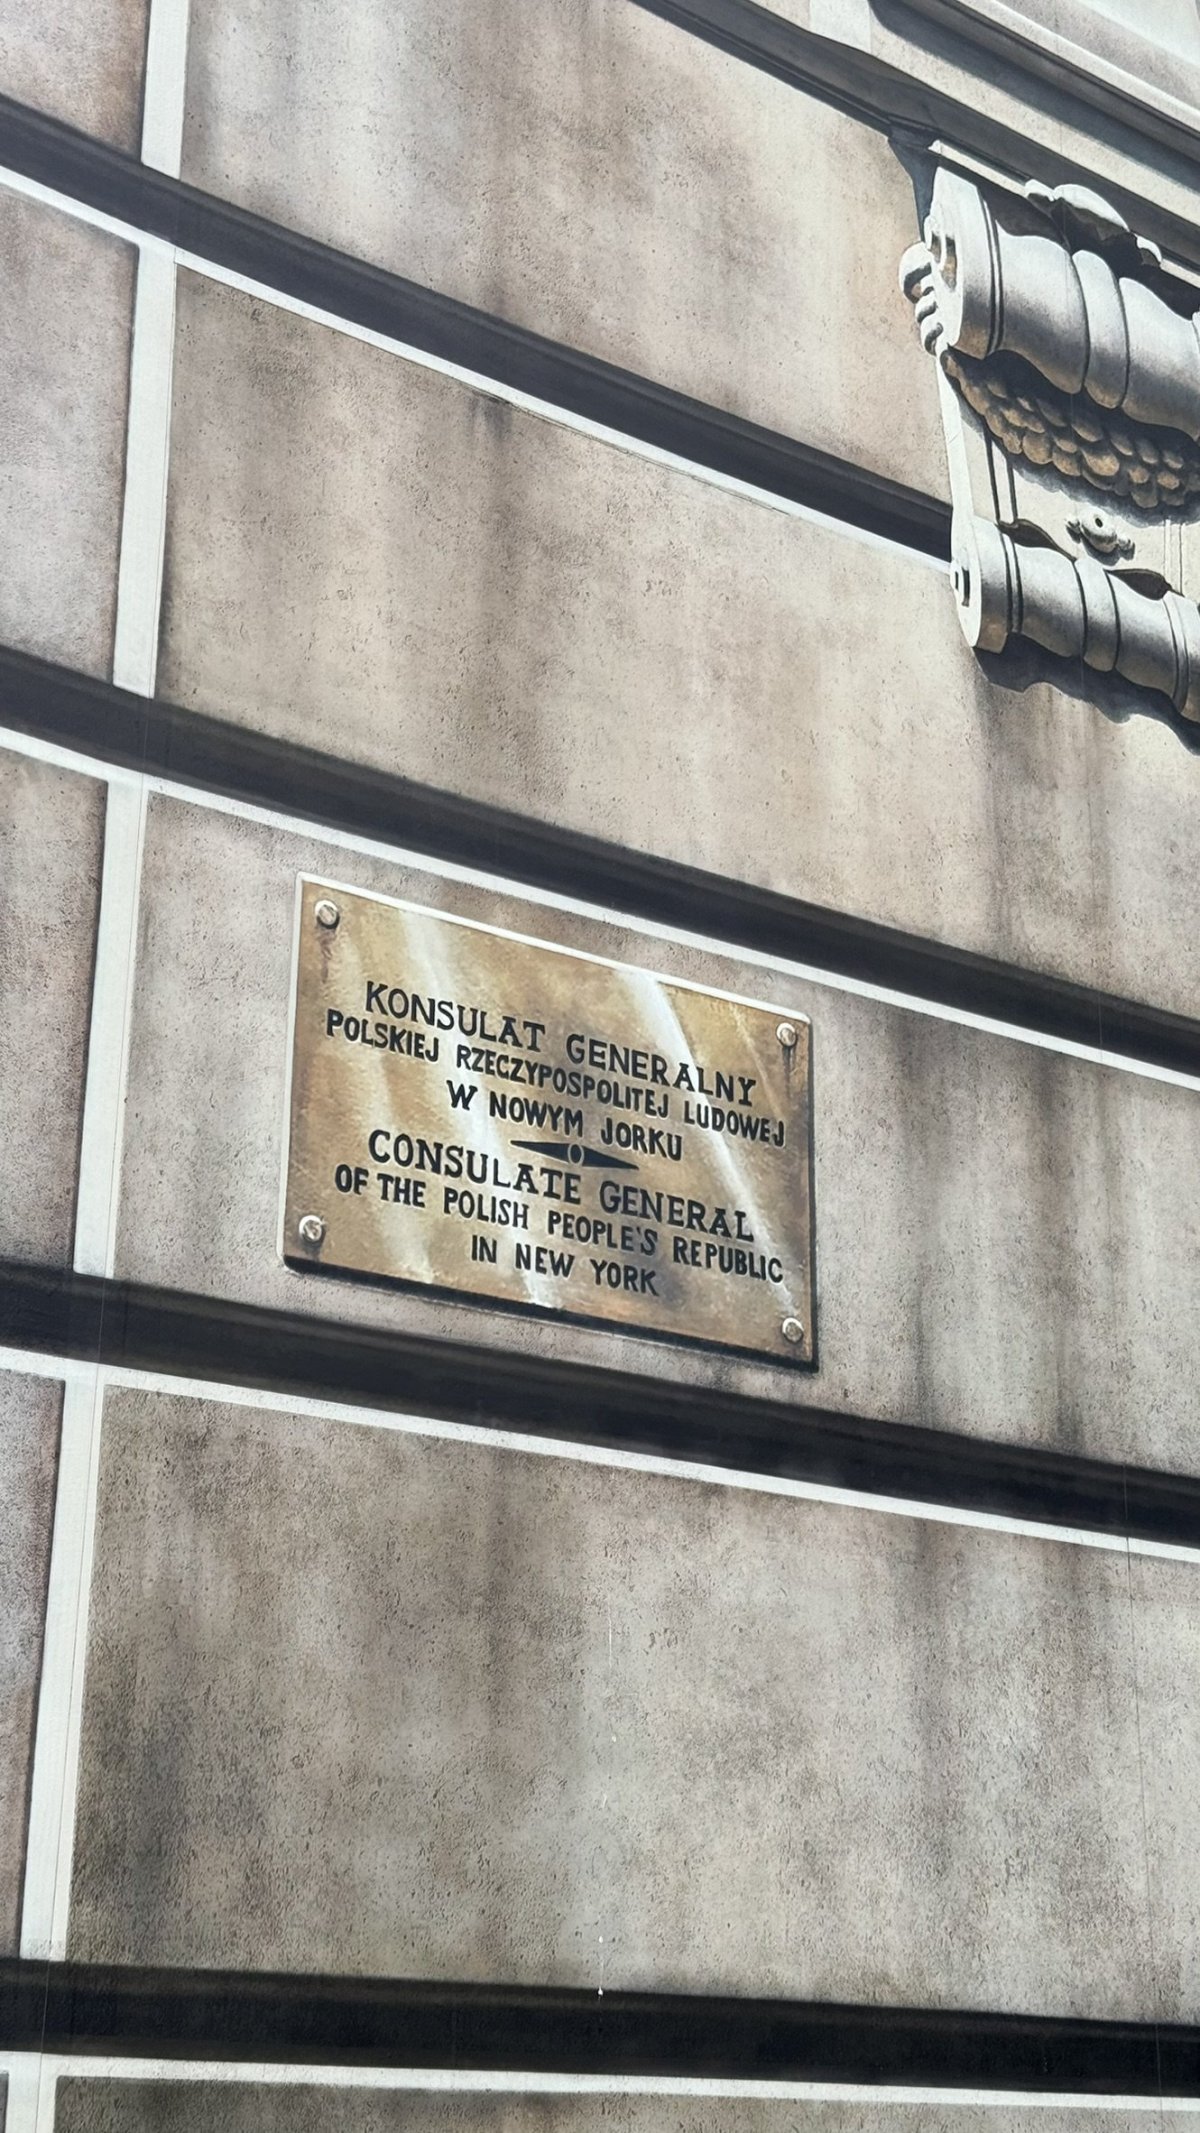 KONSULAT GENERALNY
POLSKIEJ RZECZYPOSPOLITEJ LUDOWEJ
W NOWYM JORKU
CONSULATE GENERAL
OF THE POLISH PEOPLE'S REPUBLIC
IN NEW YORK